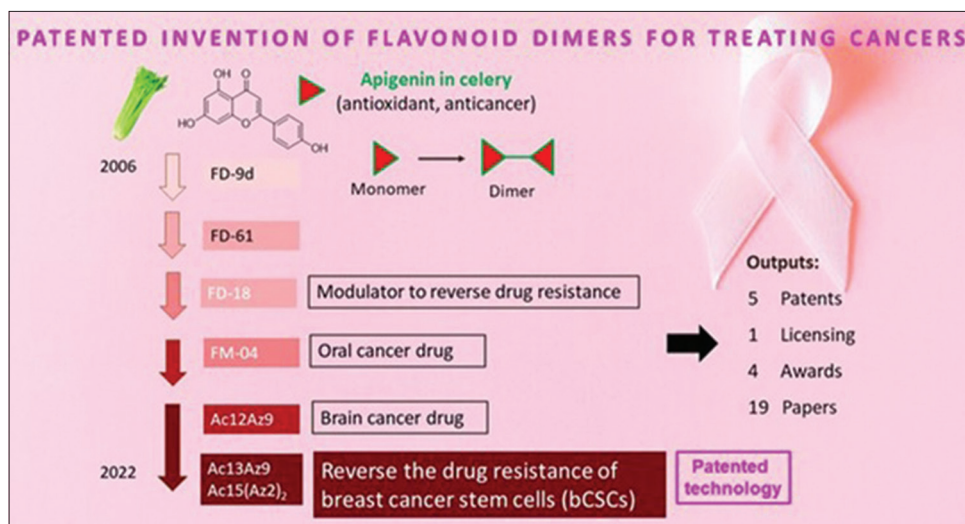 PATENTED INVENTION OF FLAVONOID DIMERS FOR TREATING CANCERS
OH
O
HO
O
OH
Apigenin in celery
(antioxidant, anticancer)
Monomer
Dimer
2006
FD-9d
FD-61
FD-18
Modulator to reverse drug resistance
FM-04
Oral cancer drug
Ac12Az9
Brain cancer drug
2022
Ac13Az9
Ac15(Az2)₂
Reverse the drug resistance of
breast cancer stem cells (bCSCs)
Patented
technology
Outputs:
5 Patents
1 Licensing
4 Awards
19 Papers